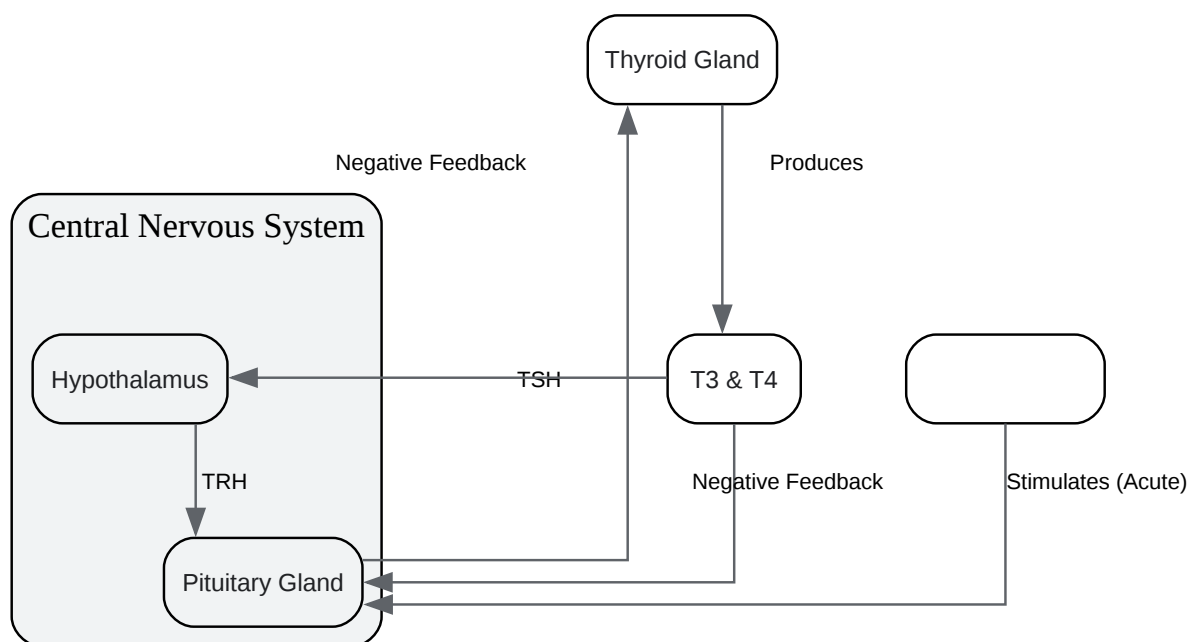 Thyroid Gland
Negative Feedback
Produces
Central Nervous System
Hypothalamus
TSH
T3 & T4
TRH
Negative Feedback
Stimulates (Acute)
Pituitary Gland